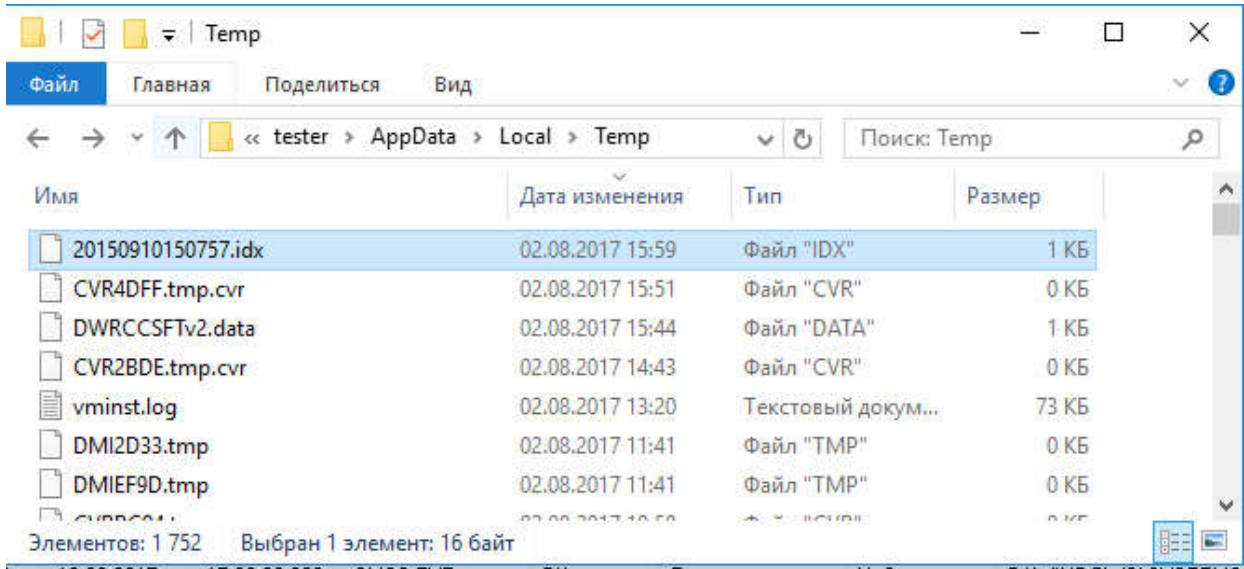 Temp
Файл Главная Поделиться Вид
« tester › AppData › Local › Temp Поиск: Temp
Имя Дата изменения Тип Размер
20150910150757.idx 02.08.2017 15:59 Файл "IDX" 1 КБ
CVR4DFF.tmp.cvr 02.08.2017 15:51 Файл "CVR" 0 КБ
DWRCCSFTv2.data 02.08.2017 15:44 Файл "DATA" 1 КБ
CVR2BDE.tmp.cvr 02.08.2017 14:43 Файл "CVR" 0 КБ
vminst.log 02.08.2017 13:20 Текстовый докум... 73 КБ
DMI2D33.tmp 02.08.2017 11:41 Файл "TMP" 0 КБ
DMIEF9D.tmp 02.08.2017 11:41 Файл "TMP" 0 КБ
Элементов: 1 752 Выбран 1 элемент: 16 байт